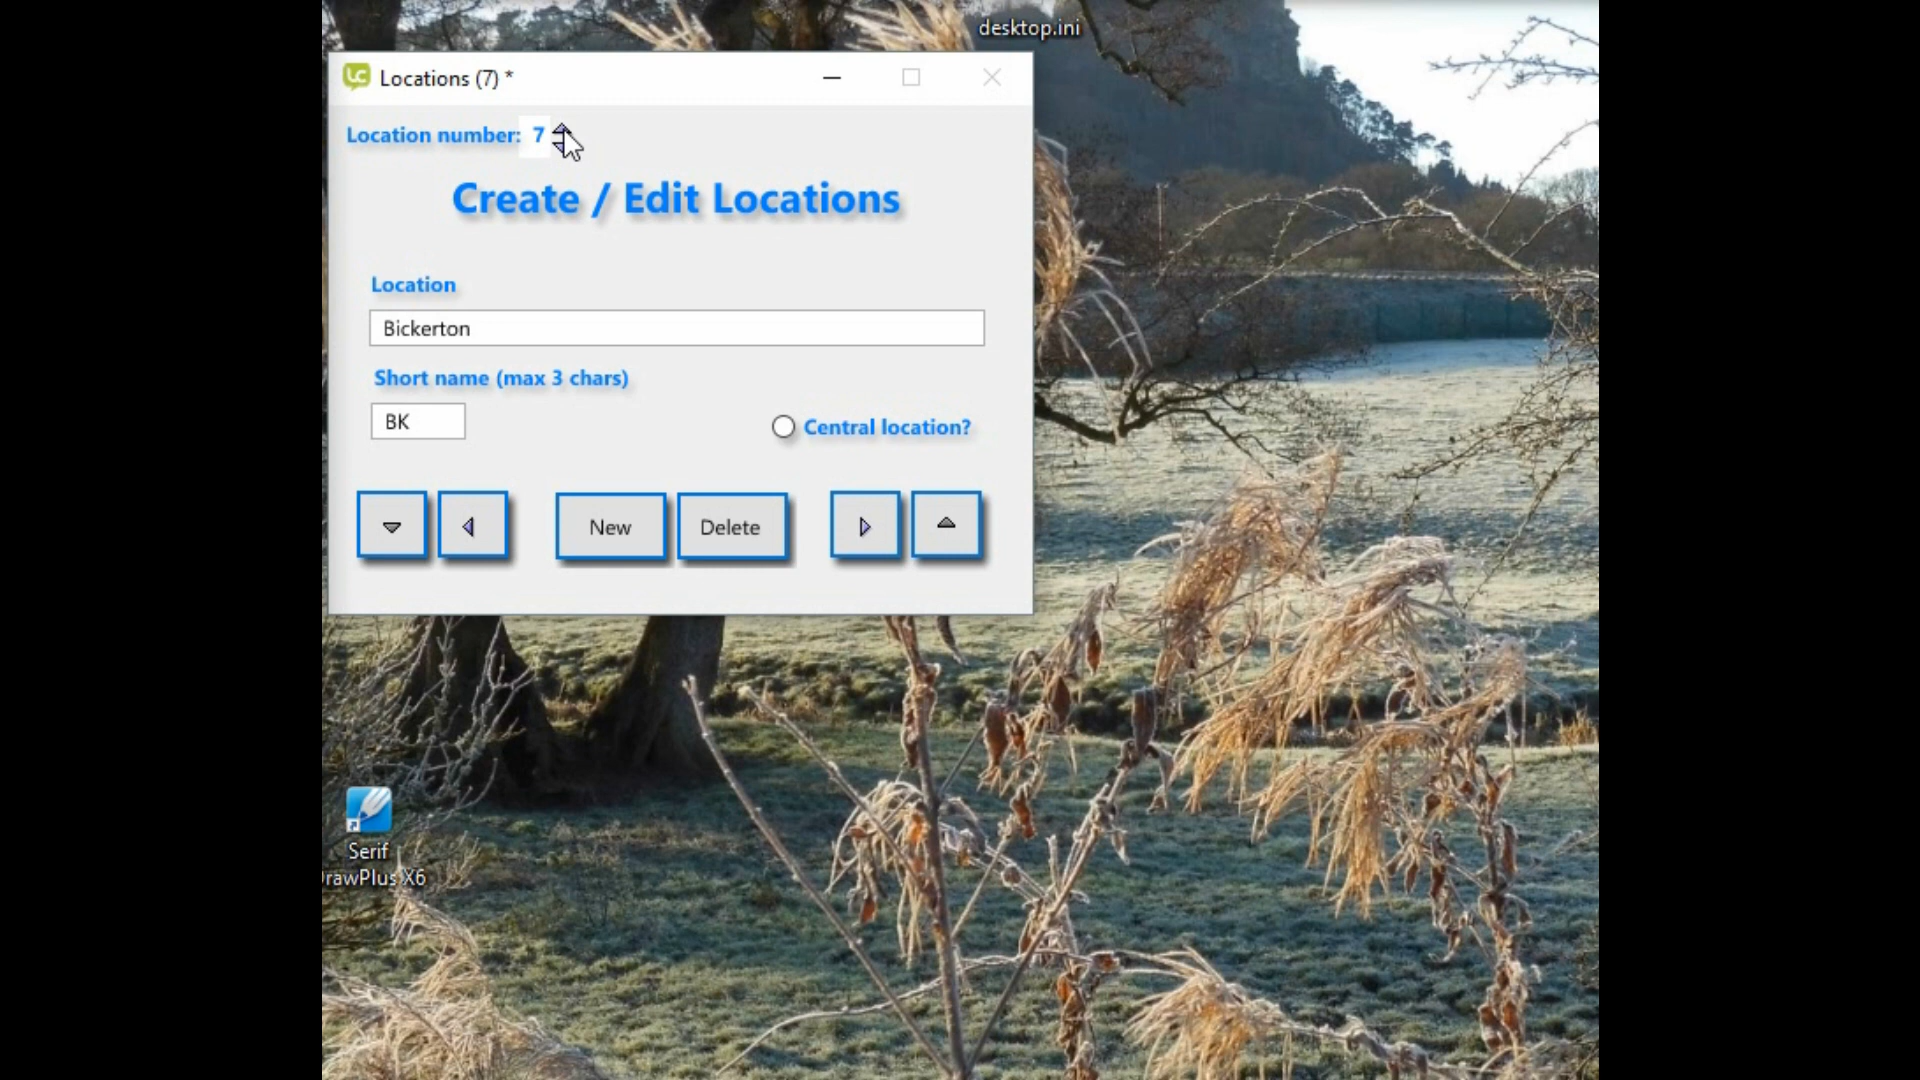 desktop.ini
Locations (7) *
Location number: 7
Create / Edit Locations
Location
Bickerton
Short name (max 3 chars)
BK
Central location?
New
Delete
Serif
rawPlus X6